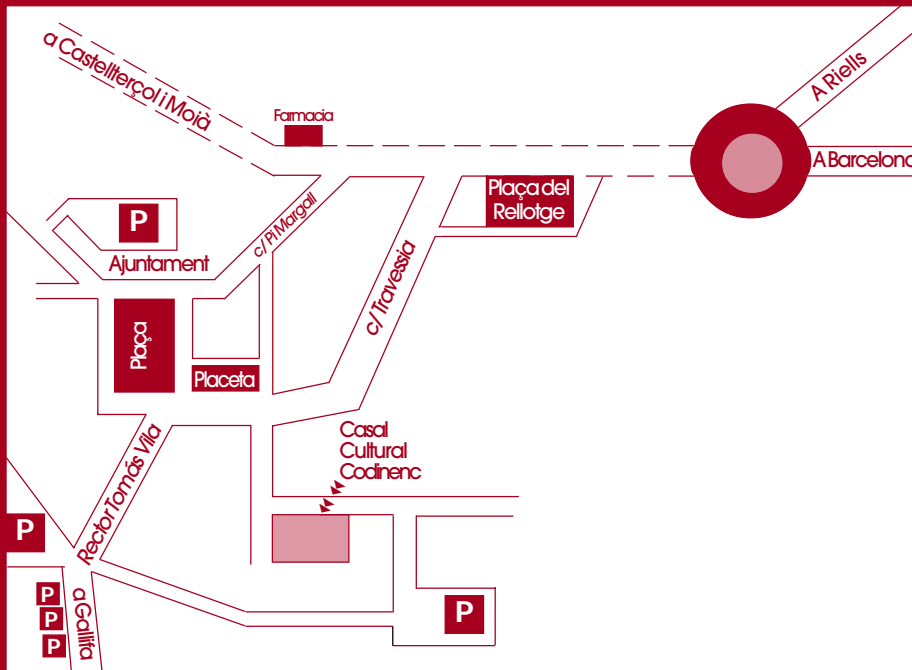 a Castellterçol i Moià
Farmacia
A Riells
A Barcelona
Plaça del
Rellotge
P
Ajuntament
c/ Pi Margall
c/ Travessia
Plaça
Placeta
Casal
Cultural
Codinenc
Rector Tomás Vila
P
P
P
P
a Gallifa
P